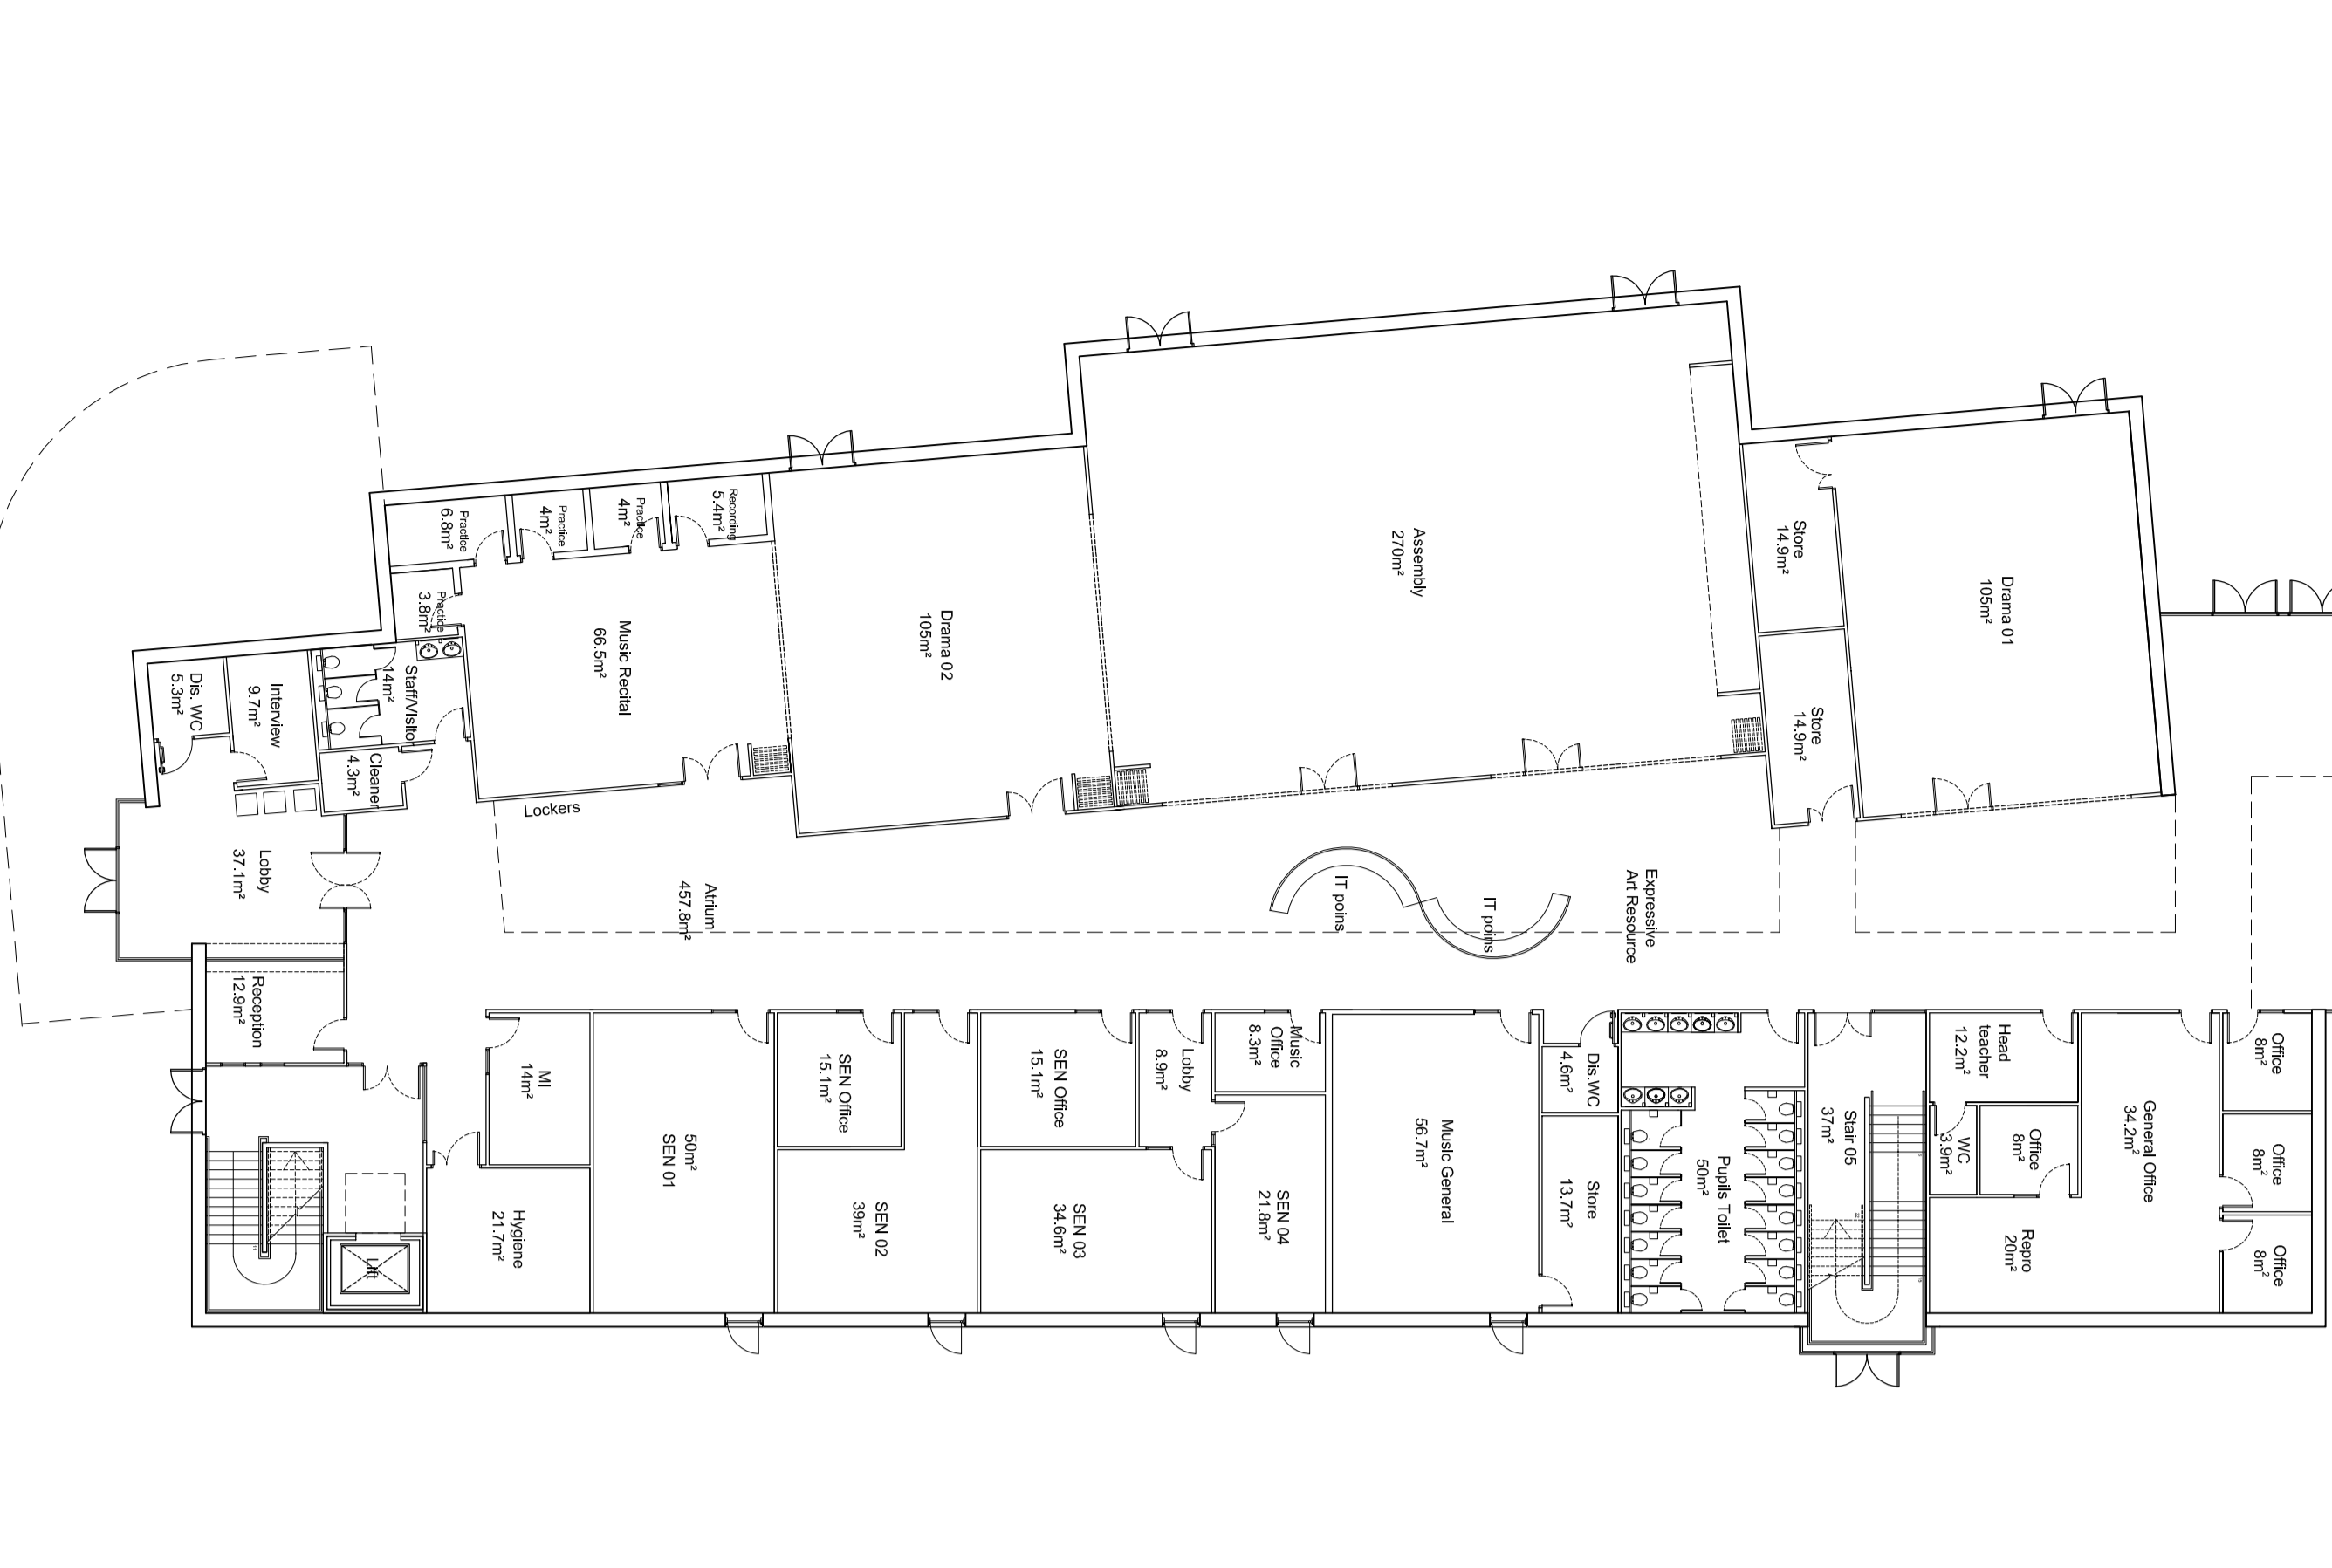 Practice
6.8m²
Practice
4m²
Practice
4m²
Recording
5.4m²
Practice
3.8m²
Music Recital
66.5m²
Drama 02
105m²
Assembly
270m²
Store
14.9m²
Store
14.9m²
Drama 01
105m²
Dis. WC
5.3m²
Interview
9.7m²
Staff/Visitor
14m²
Cleaner
4.3m²
Lockers
Lobby
37.1m²
Atrium
457.8m²
IT poins
IT poins
Expressive
Art Resource
Reception
12.9m²
MI
14m²
Hygiene
21.7m²
Lift
50m²
SEN 01
SEN Office
15.1m²
SEN 02
39m²
SEN Office
15.1m²
SEN 03
34.6m²
Lobby
8.9m²
Music
Office
8.3m²
SEN 04
21.8m²
Music General
56.7m²
Dis.WC
4.6m²
Store
13.7m²
Pupils Toilet
50m²
Stair 05
37m²
Head
teacher
12.2m²
WC
3.9m²
Office
8m²
General Office
34.2m²
Repro
20m²
Office
8m²
Office
8m²
Office
8m²